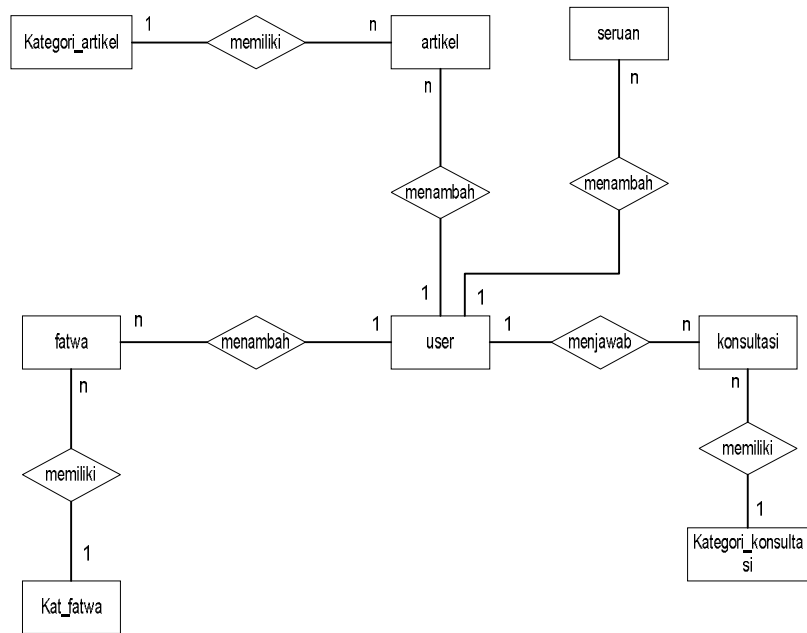 Kategori_artikel
1
memiliki
n
artikel
seruan
n
n
menambah
menambah
1
1
fatwa
n
menambah
1
user
1
menjawab
n
konsultasi
n
n
memiliki
memiliki
1
1
Kategori_konsulta
si
Kat_fatwa